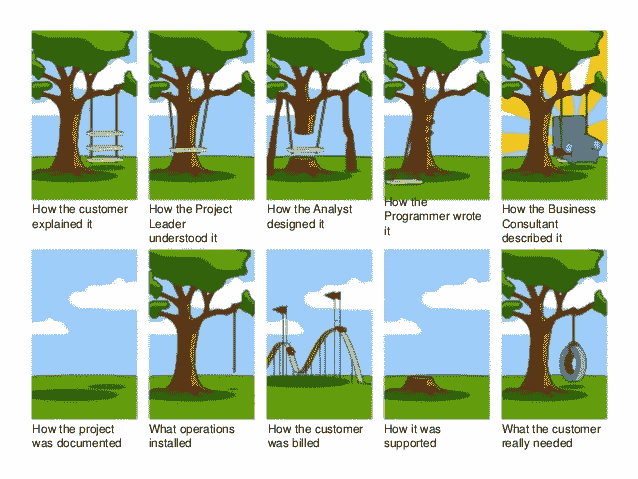 How the customer
explained it
How the Project
Leader
understood it
How the Analyst
designed it
How the
Programmer wrote
it
How the Business
Consultant
described it
How the project
was documented
What operations
installed
How the customer
was billed
How it was
supported
What the customer
really needed